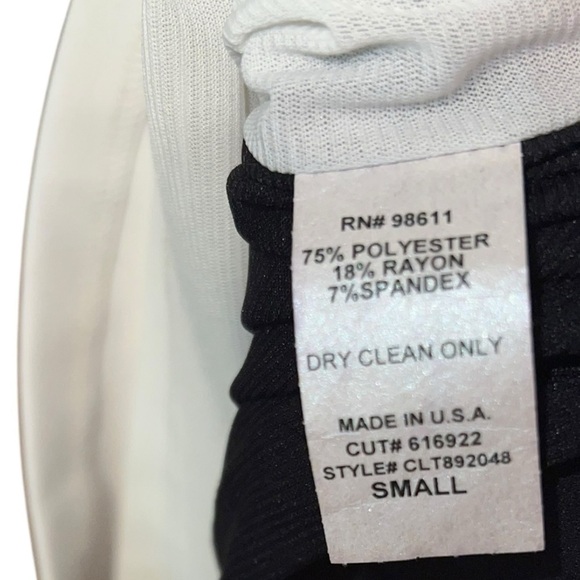 RN# 98611
75% POLYESTER
18% RAYON
7%SPANDEX
DRY CLEAN ONLY
MADE IN U.S.A.
CUT# 616922
STYLE# CLT892048
SMALL